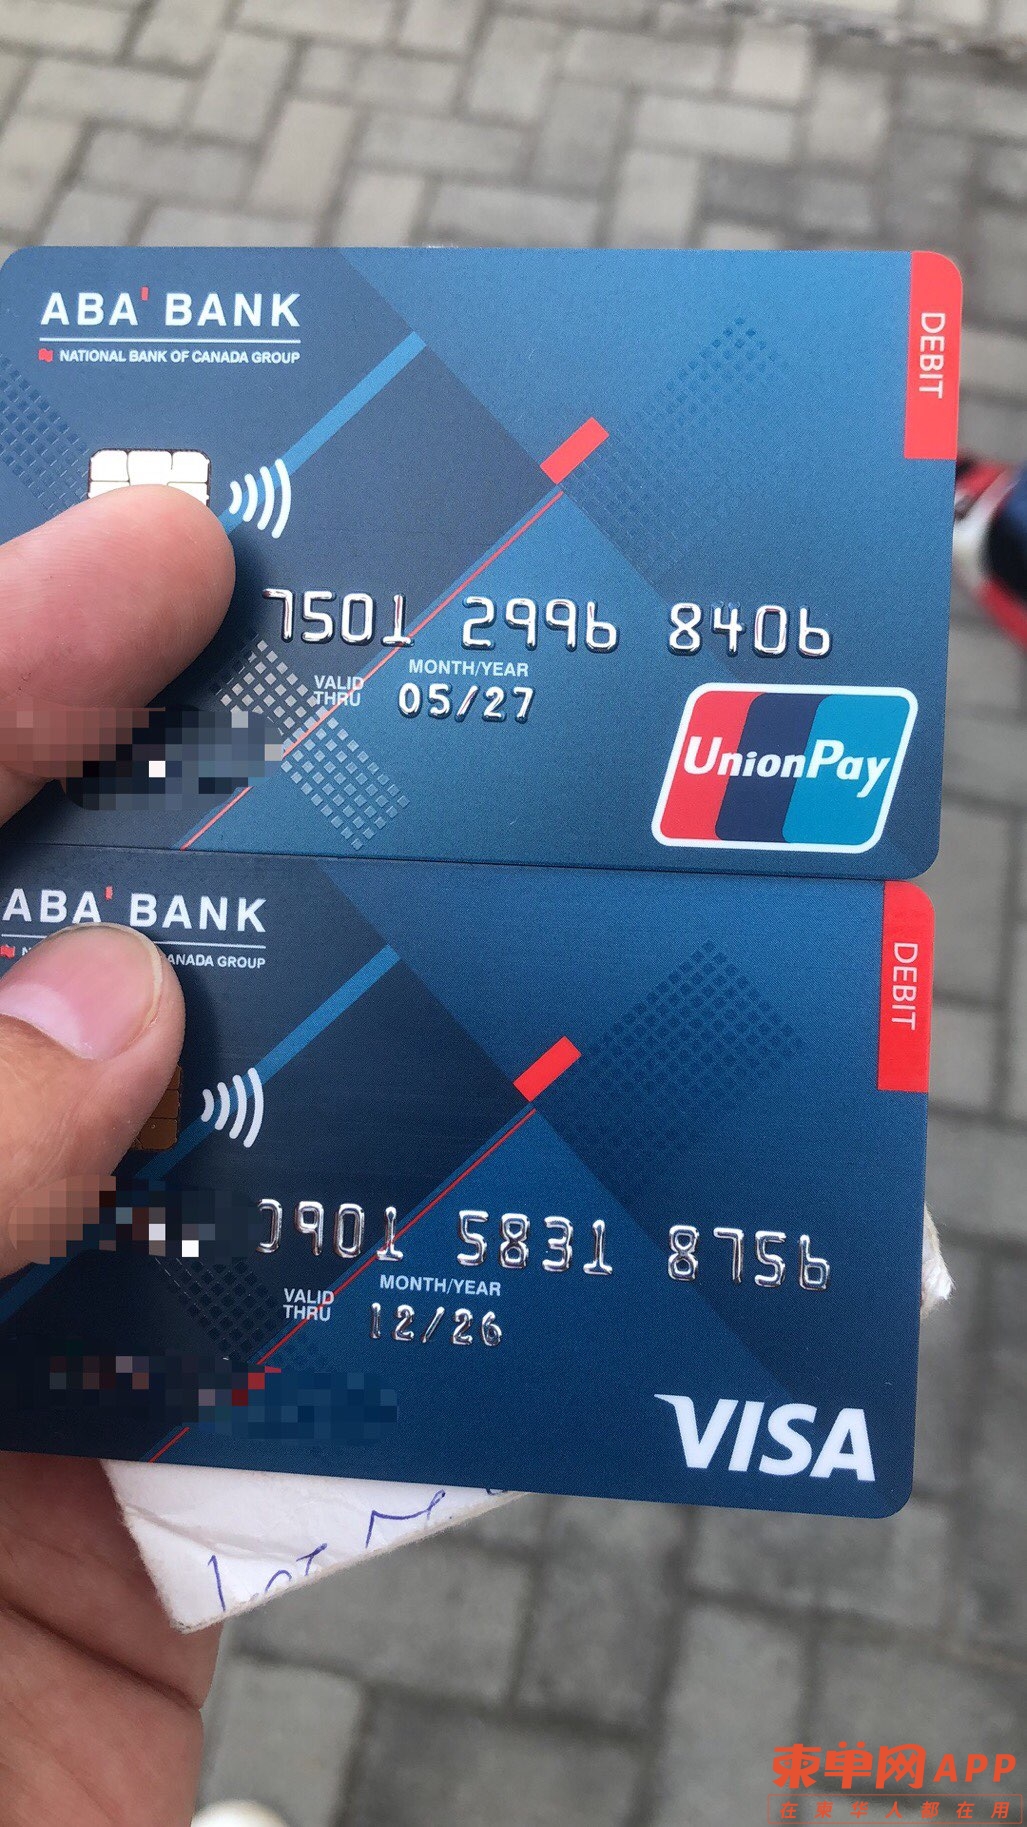 ABA' BANK
NATIONAL BANK OF CANADA GROUP
DEBIT
7501 2996 8406
MONTH/YEAR
VALID THRU
05/27
UnionPay
ABA' BANK
CANADA GROUP
DEBIT
0901 5831 8756
MONTH/YEAR
VALID THRU
12/26
VISA
柬单网APP
在柬华人都在用